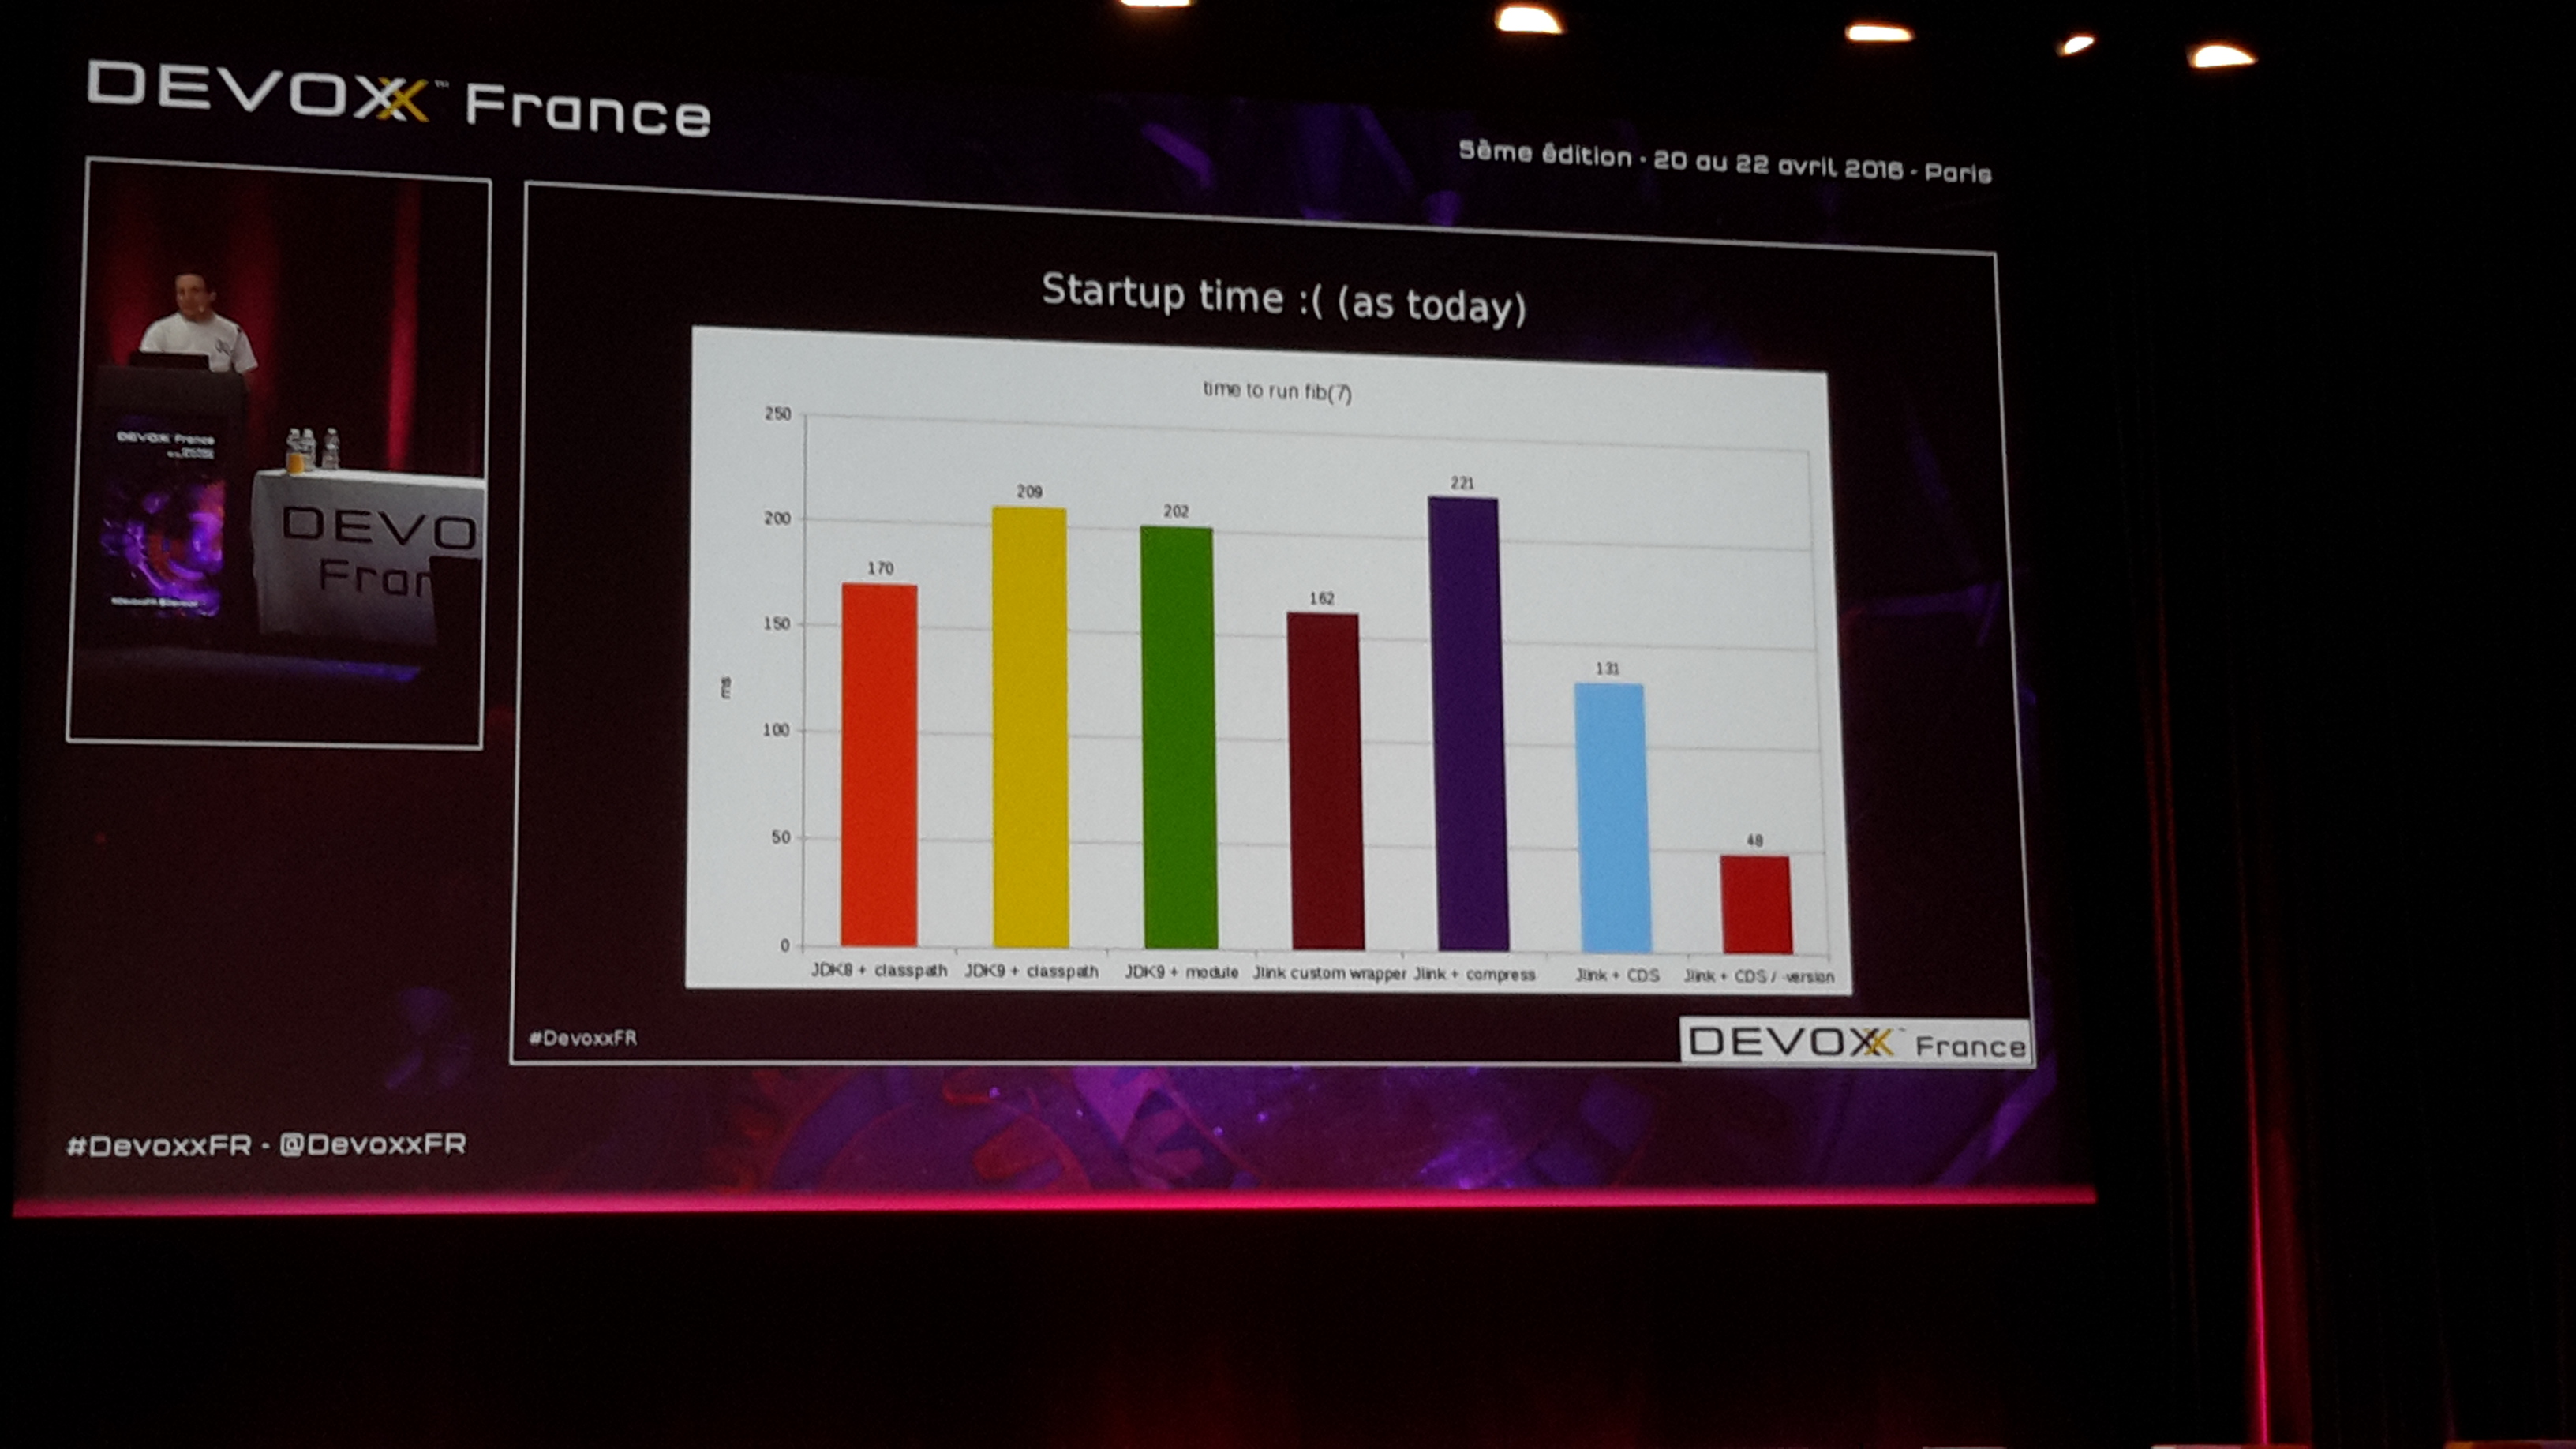 DEVOXX™ France
5ème édition - 20 au 22 avril 2016 - Paris
DEVOXX France
DEVO
Fran
Startup time :( (as today)
time to run fib(7)
250
200
150
100
50
0
ms
170
209
202
162
221
131
48
JDK8 + classpath
JDK9 + classpath
JDK9 + module
Jlink custom wrapper
Jlink + compress
Jlink + CDS
Jlink + CDS / -version
#DevoxxFR
DEVOXX™ France
#DevoxxFR - @DevoxxFR